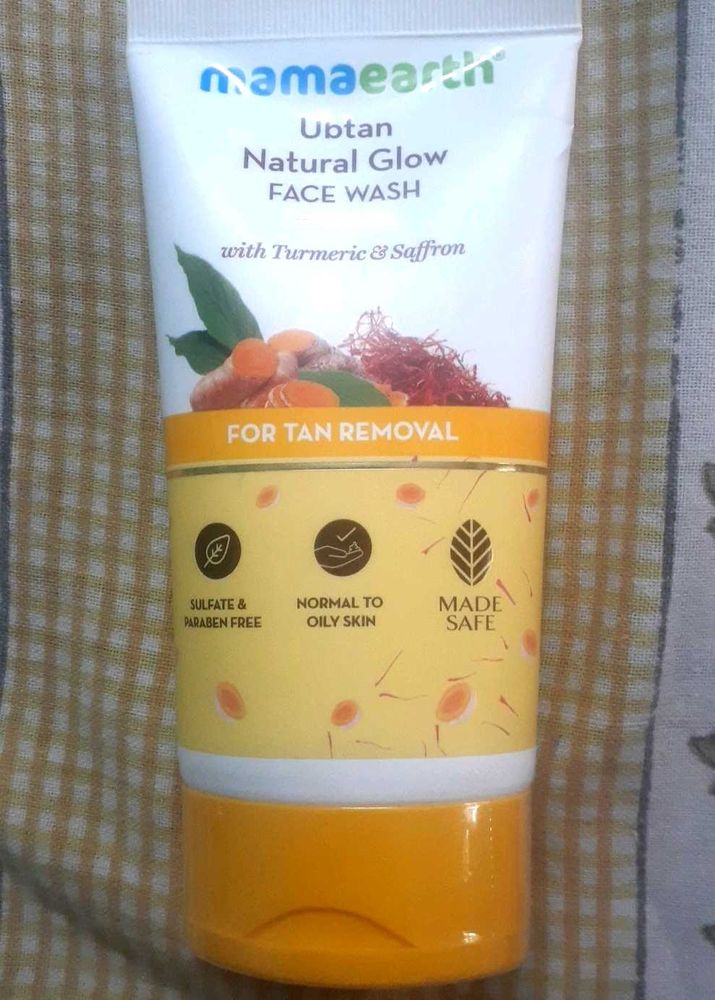 mamaearth®
Ubtan
Natural Glow
FACE WASH
with Turmeric & Saffron
FOR TAN REMOVAL
SULFATE &
PARABEN FREE
NORMAL TO
OILY SKIN
MADE
SAFE